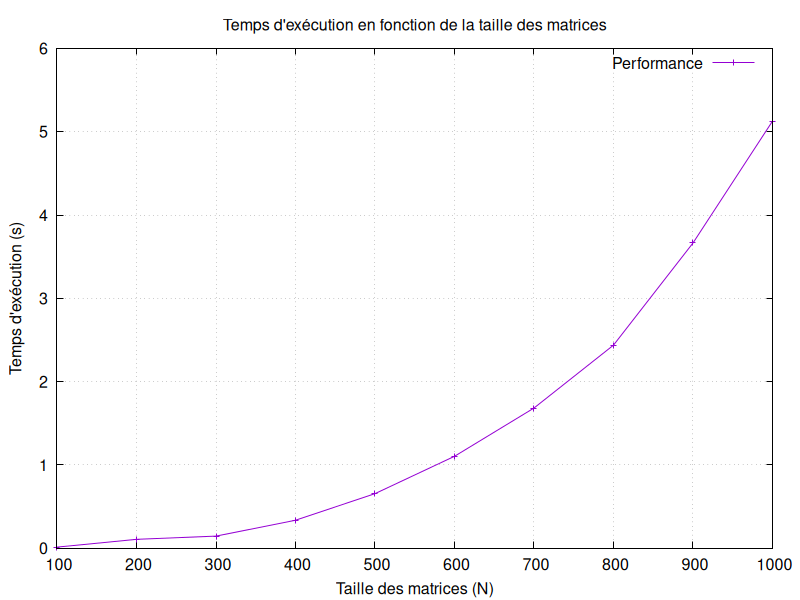 Temps d'exécution en fonction de la taille des matrices
Performance
6
5
4
3
2
1
0
Temps d'exécution (s)
100 200 300 400 500 600 700 800 900 1000
Taille des matrices (N)